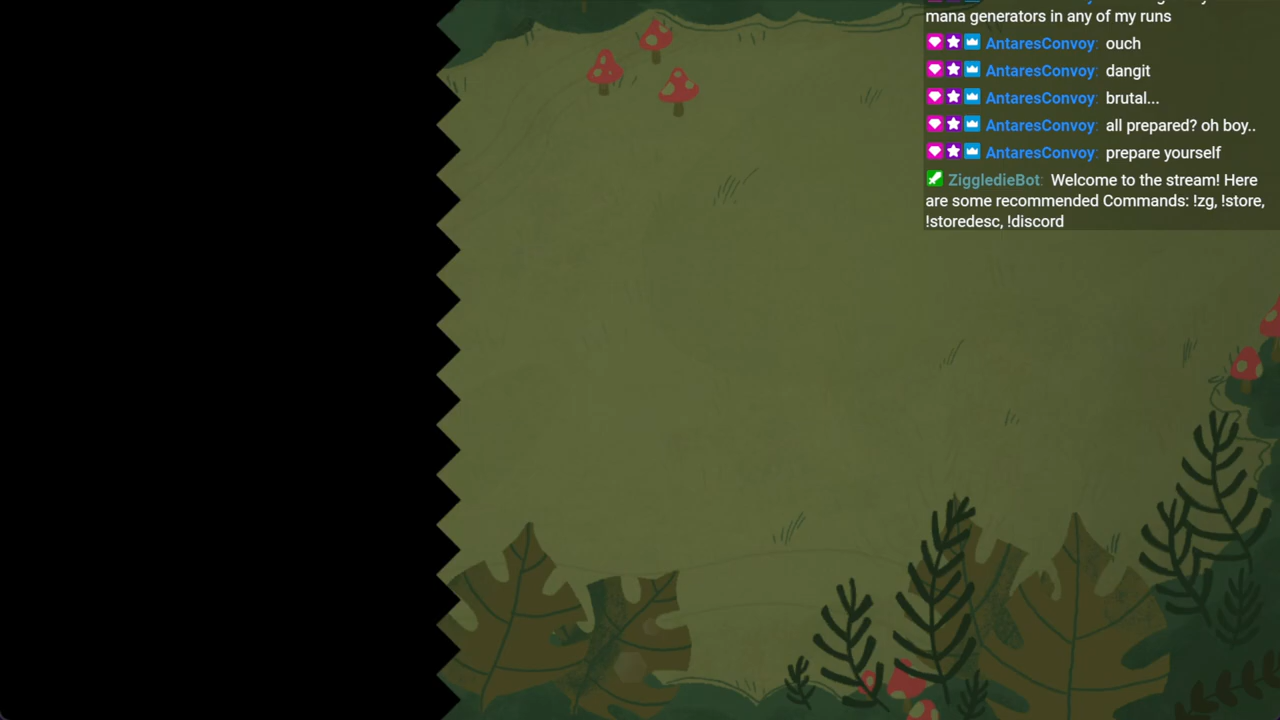 mana generators in any of my runs
AntaresConvoy: ouch
AntaresConvoy: dangit
AntaresConvoy: brutal...
AntaresConvoy: all prepared? oh boy..
AntaresConvoy: prepare yourself
ZiggledieBot: Welcome to the stream! Here
are some recommended Commands: !zg, !store,
!storedesc, !discord